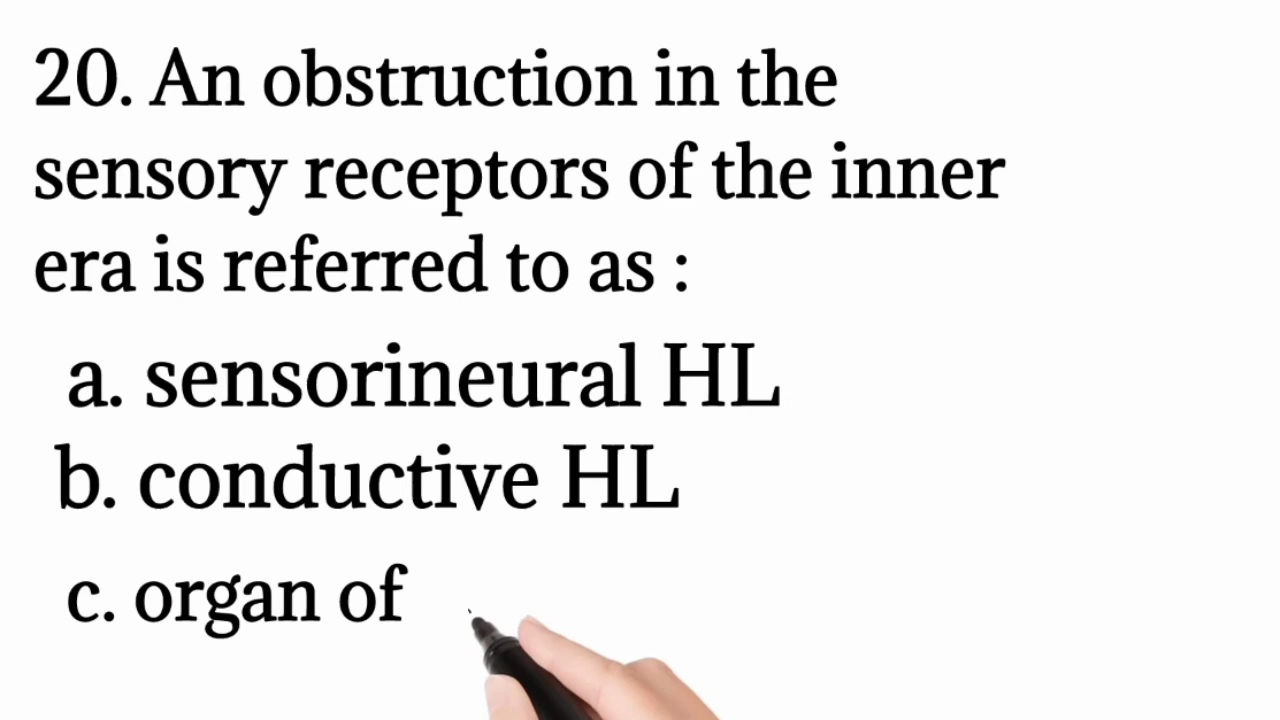 20. An obstruction in the
sensory receptors of the inner
era is referred to as :
a. sensorineural HL
b. conductive HL
c. organ of